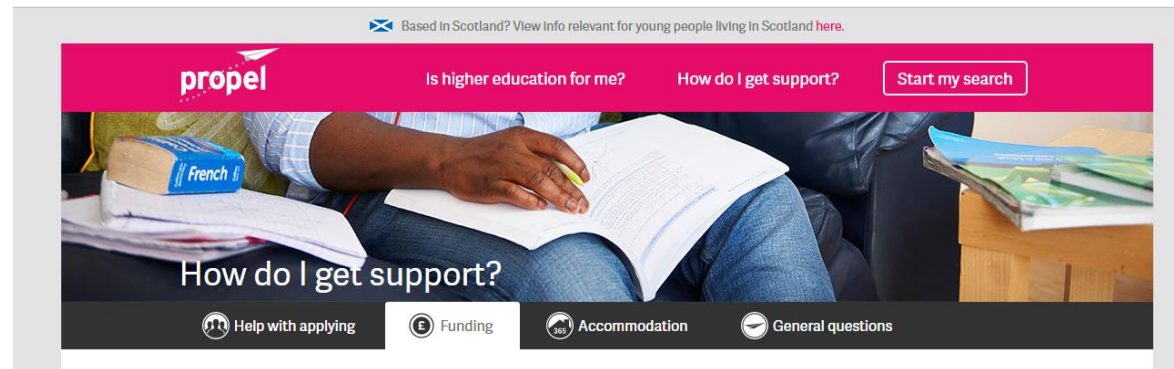 Based in Scotland? View info relevant for young people living in Scotland here.
propel
Is higher education for me?
How do I get support?
Start my search
French
How do I get support?
Help with applying
£ Funding
365 Accommodation
General questions